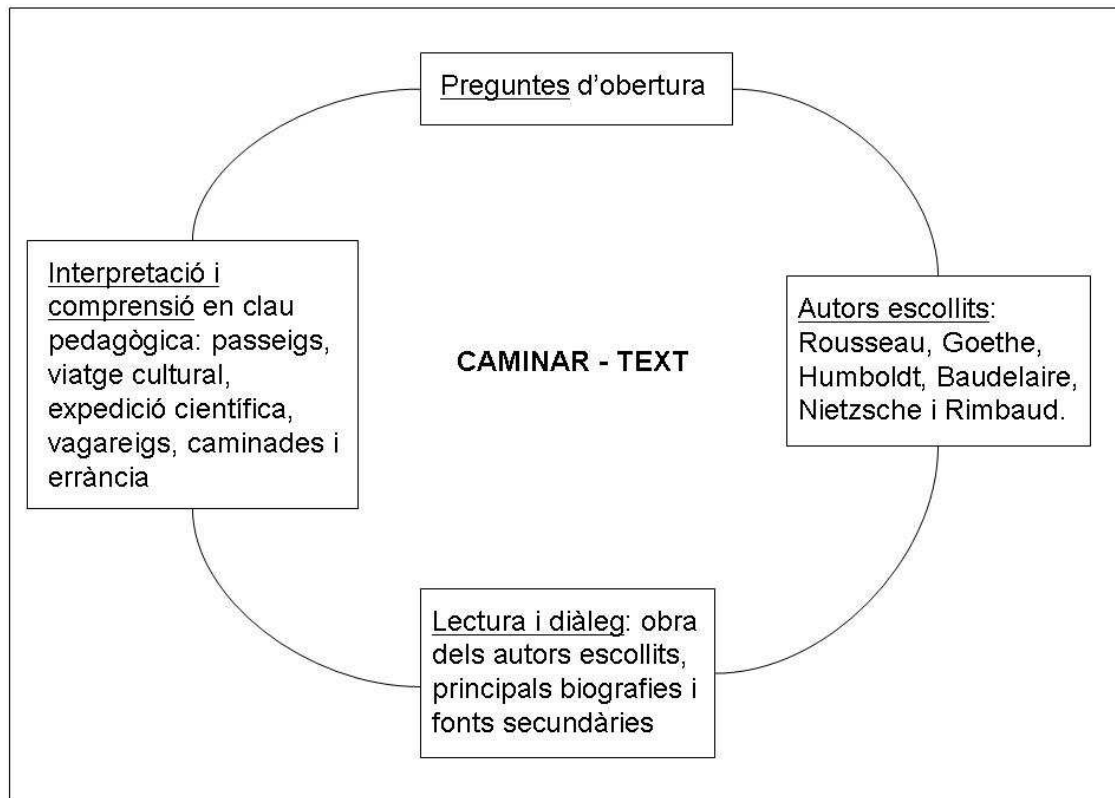 Preguntes d'obertura
Interpretació i
comprensió en clau
pedagògica: passeigs,
viatge cultural,
expedició científica,
vagareigs, caminades i
errància
CAMINAR - TEXT
Autors escollits:
Rousseau, Goethe,
Humboldt, Baudelaire,
Nietzsche i Rimbaud.
Lectura i diàleg: obra
dels autors escollits,
principals biografies i
fonts secundàries